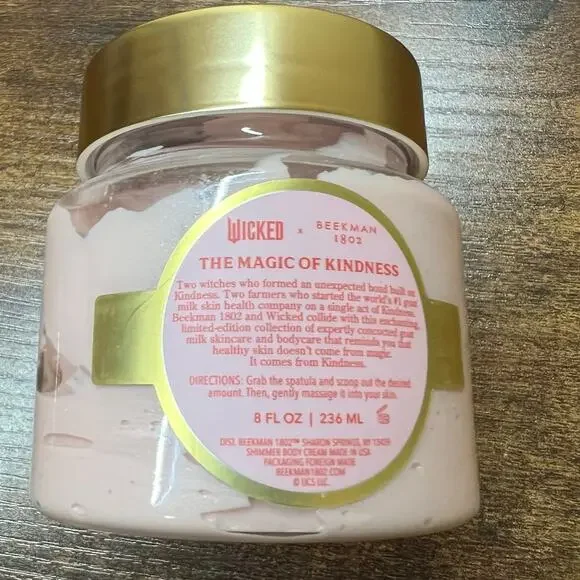 WICKED x BEEKMAN 1802
THE MAGIC OF KINDNESS
Two witches who formed an unexpected bond built on
Kindness. Two farmers who started the world's #1 goat
milk skin health company on a single act of Kindness.
Beekman 1802 and Wicked collide with this enchanting,
limited-edition collection of expertly concocted goat
milk skincare and bodycare that reminds you that
healthy skin doesn't come from magic.
It comes from Kindness.
DIRECTIONS: Grab the spatula and scoop out the desired
amount. Then, gently massage it into your skin.
8 FL OZ | 236 ML
DIST. BEEKMAN 1802™ SHARON SPRINGS, NY 13459
SHIMMER BODY CREAM MADE IN USA
PACKAGING FOREIGN MADE
BEEKMAN1802.COM
© UCS LLC.